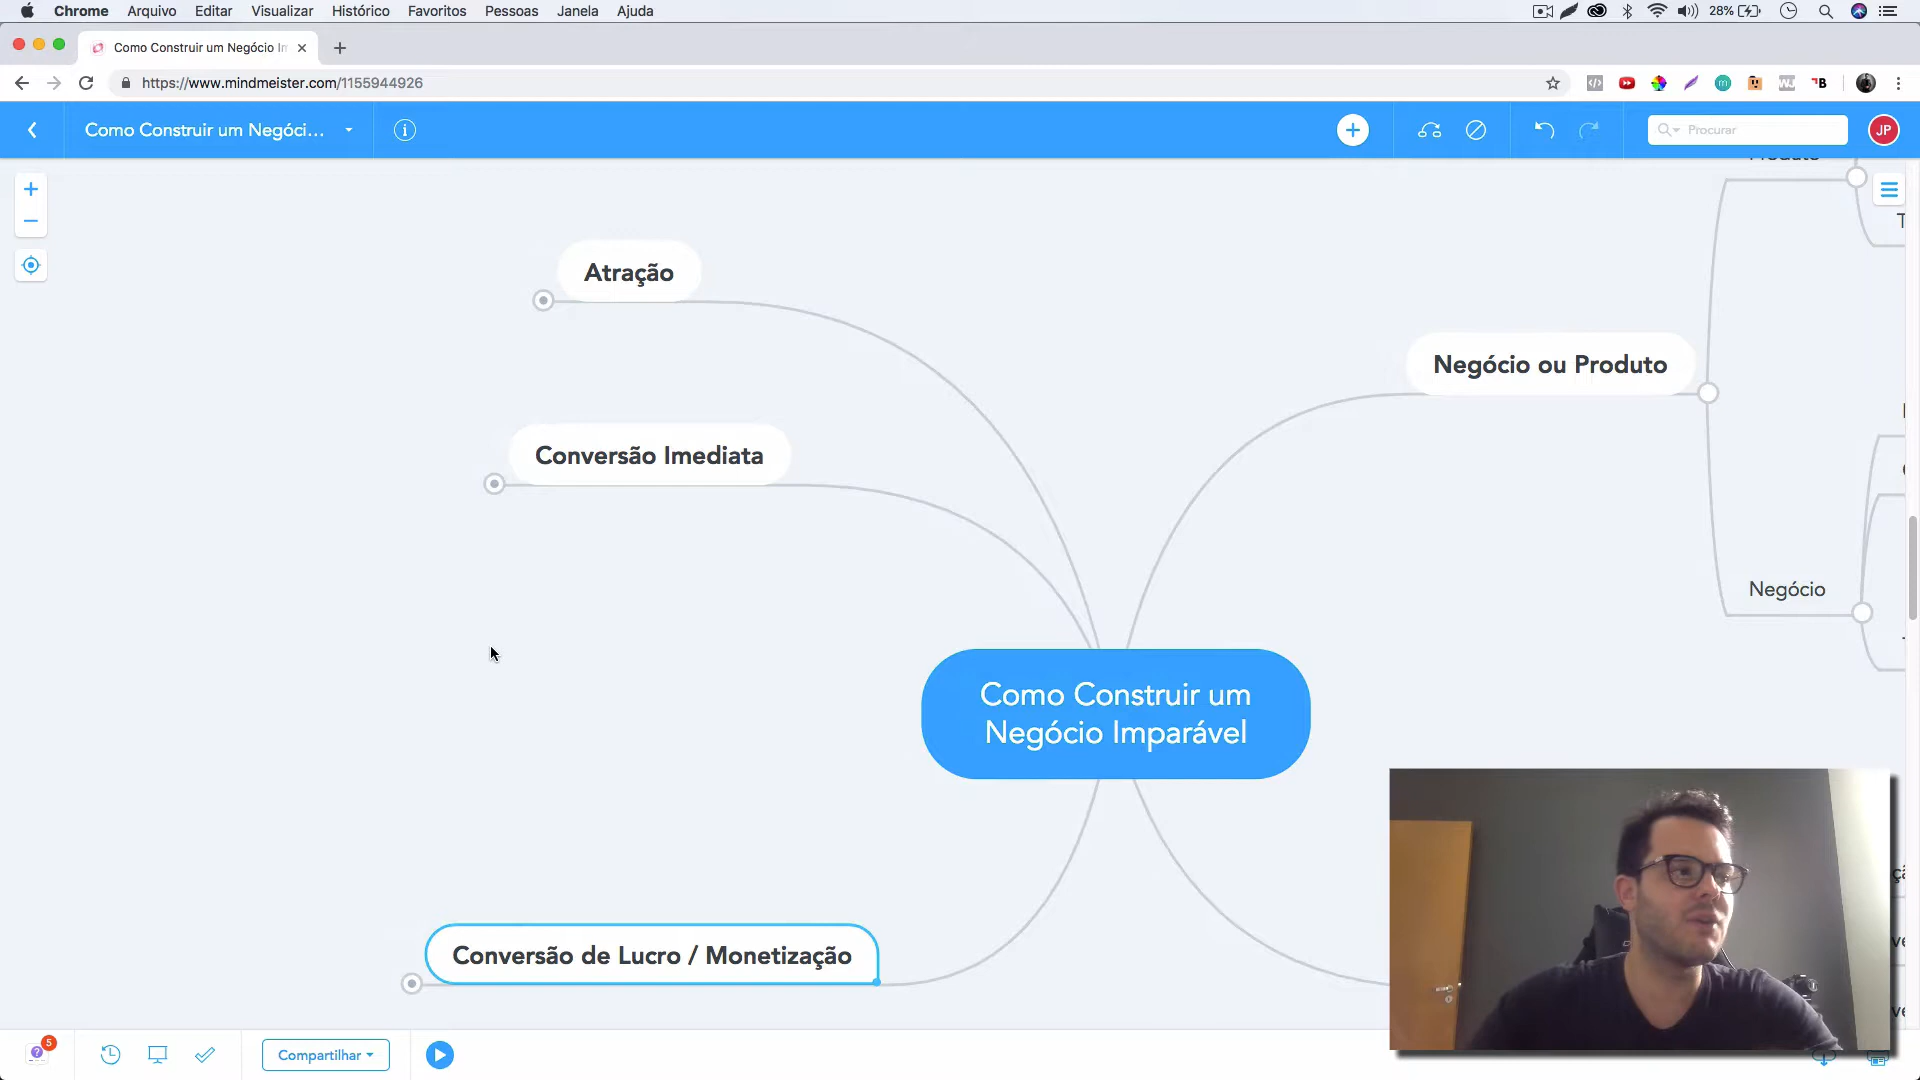 Chrome Arquivo Editar Visualizar Histórico Favoritos Pessoas Janela Ajuda
28%
Como Construir um Negócio
https://www.mindmeister.com/1155944926
Como Construir um Negóci...
Procurar
JP
Produto
Atração
Negócio ou Produto
Conversão Imediata
Negócio
Como Construir um
Negócio Imparável
Conversão de Lucro / Monetização
5
Compartilhar